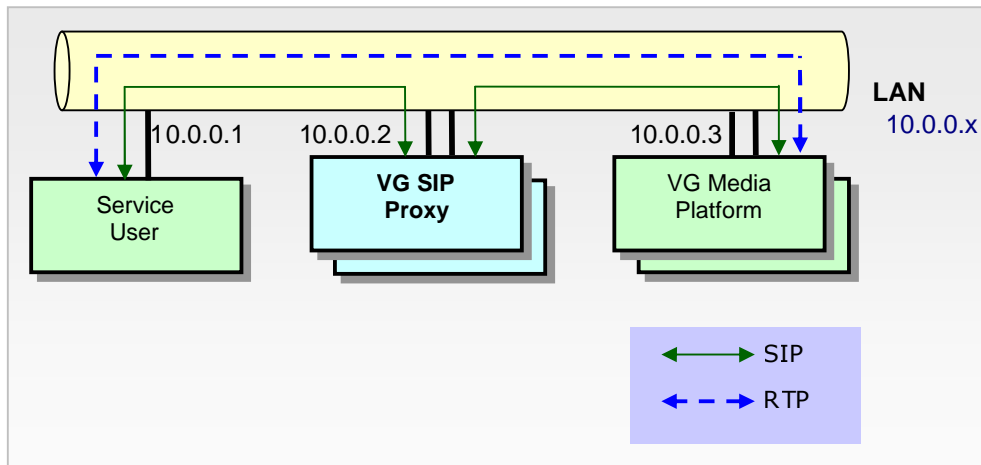 LAN
10.0.0.x
10.0.0.1
10.0.0.2
10.0.0.3
Service
User
VG SIP
Proxy
VG Media
Platform
SIP
RTP